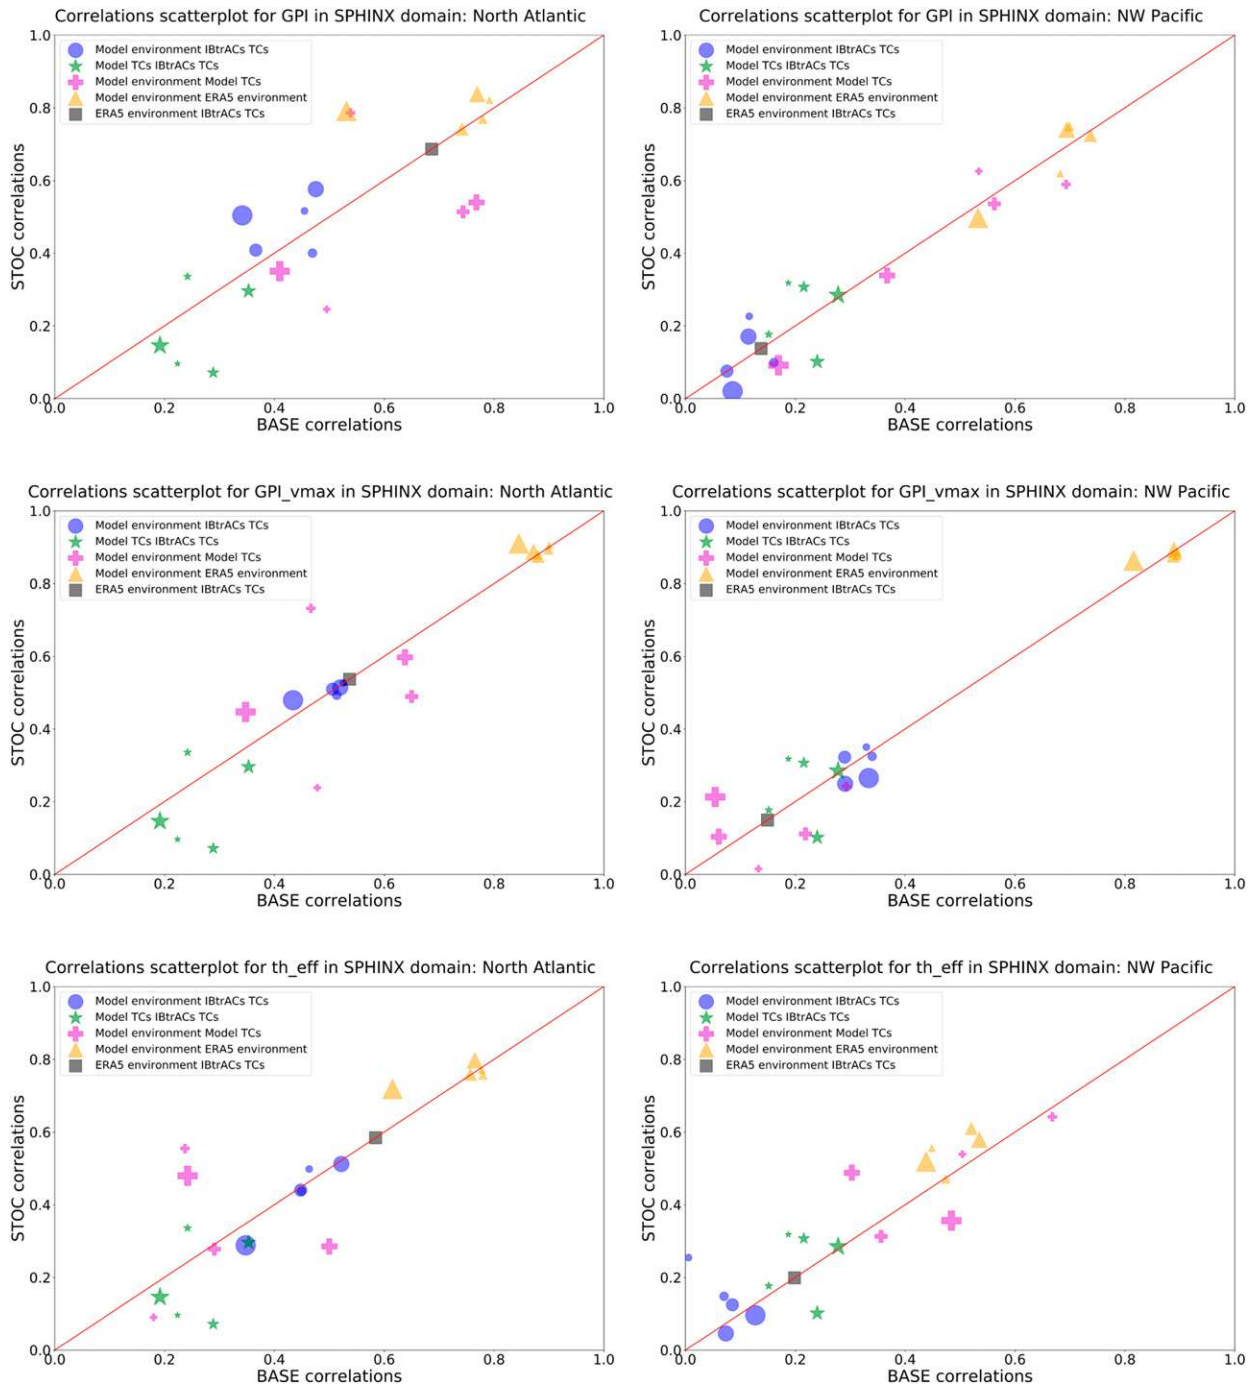 Correlations scatterplot for GPI in SPHINX domain: North Atlantic
1.0
0.8
0.6
0.4
0.2
0.0
STOC correlations
Model environment IBtrACs TCs
Model TCs IBtrACs TCs
Model environment Model TCs
Model environment ERA5 environment
ERA5 environment IBtrACs TCs
0.0 0.2 0.4 0.6 0.8 1.0
BASE correlations
Correlations scatterplot for GPI in SPHINX domain: NW Pacific
1.0
0.8
0.6
0.4
0.2
0.0
STOC correlations
Model environment IBtrACs TCs
Model TCs IBtrACs TCs
Model environment Model TCs
Model environment ERA5 environment
ERA5 environment IBtrACs TCs
0.0 0.2 0.4 0.6 0.8 1.0
BASE correlations
Correlations scatterplot for GPI_vmax in SPHINX domain: North Atlantic
1.0
0.8
0.6
0.4
0.2
0.0
STOC correlations
Model environment IBtrACs TCs
Model TCs IBtrACs TCs
Model environment Model TCs
Model environment ERA5 environment
ERA5 environment IBtrACs TCs
0.0 0.2 0.4 0.6 0.8 1.0
BASE correlations
Correlations scatterplot for GPI_vmax in SPHINX domain: NW Pacific
1.0
0.8
0.6
0.4
0.2
0.0
STOC correlations
Model environment IBtrACs TCs
Model TCs IBtrACs TCs
Model environment Model TCs
Model environment ERA5 environment
ERA5 environment IBtrACs TCs
0.0 0.2 0.4 0.6 0.8 1.0
BASE correlations
Correlations scatterplot for th_eff in SPHINX domain: North Atlantic
1.0
0.8
0.6
0.4
0.2
0.0
STOC correlations
Model environment IBtrACs TCs
Model TCs IBtrACs TCs
Model environment Model TCs
Model environment ERA5 environment
ERA5 environment IBtrACs TCs
0.0 0.2 0.4 0.6 0.8 1.0
BASE correlations
Correlations scatterplot for th_eff in SPHINX domain: NW Pacific
1.0
0.8
0.6
0.4
0.2
0.0
STOC correlations
Model environment IBtrACs TCs
Model TCs IBtrACs TCs
Model environment Model TCs
Model environment ERA5 environment
ERA5 environment IBtrACs TCs
0.0 0.2 0.4 0.6 0.8 1.0
BASE correlations